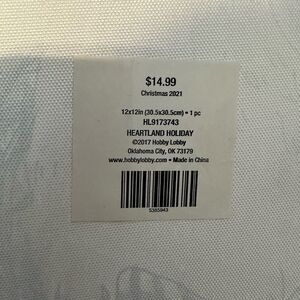 $14.99
Christmas 2021
12x12in (30.5x30.5cm) • 1 pc
HL9173743
HEARTLAND HOLIDAY
©2017 Hobby Lobby
Oklahoma City, OK 73179
www.hobbylobby.com • Made in China
5355943